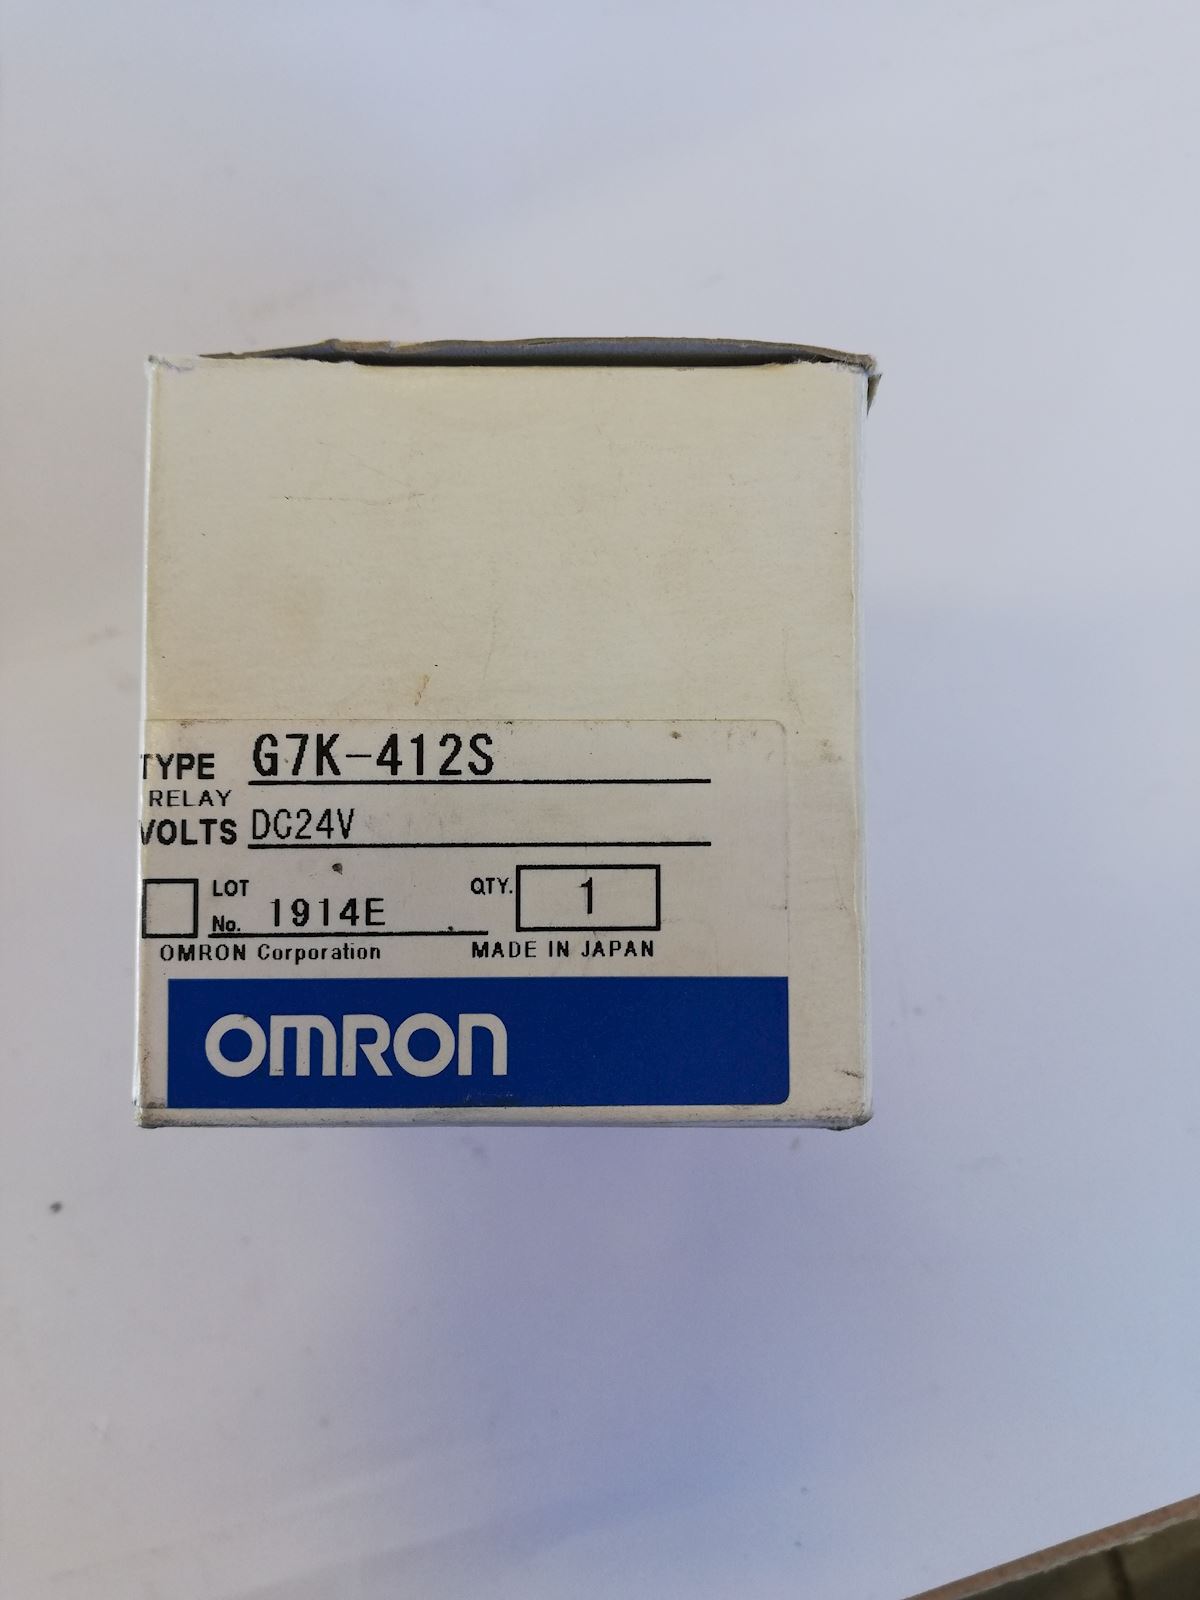 TYPE G7K-412S
RELAY
VOLTS DC24V
LOT No. 1914E QTY. 1
OMRON Corporation MADE IN JAPAN
OMRON